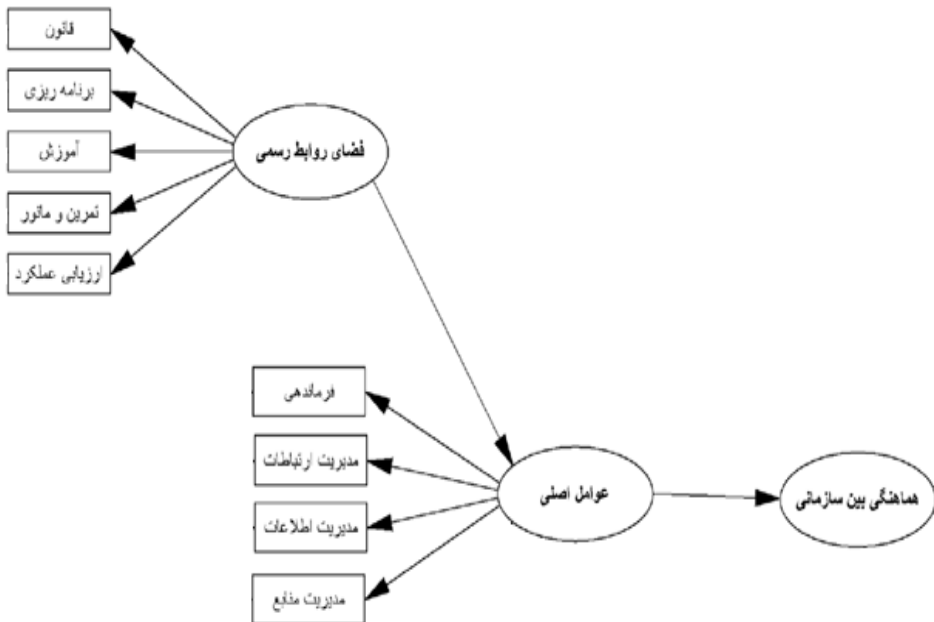 قانون
برنامه ریزی
آموزش
تمرین و مانور
ارزیابی عملکرد
فضای روابط رسمی
فرماندهی
مدیریت ارتباطات
مدیریت اطلاعات
مدیریت منابع
عوامل اصلی
هماهنگی بین سازمانی